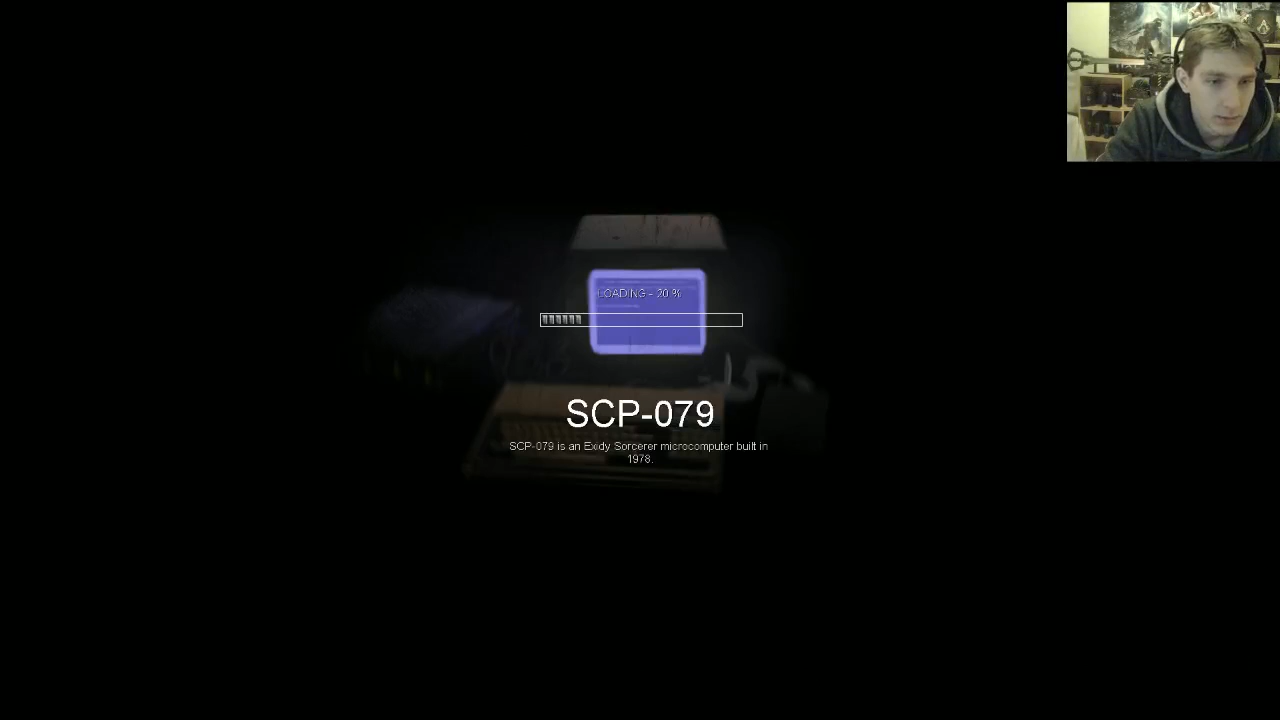 LOADING - 20 %
SCP-079
SCP-079 is an Exidy Sorcerer microcomputer built in
1978.